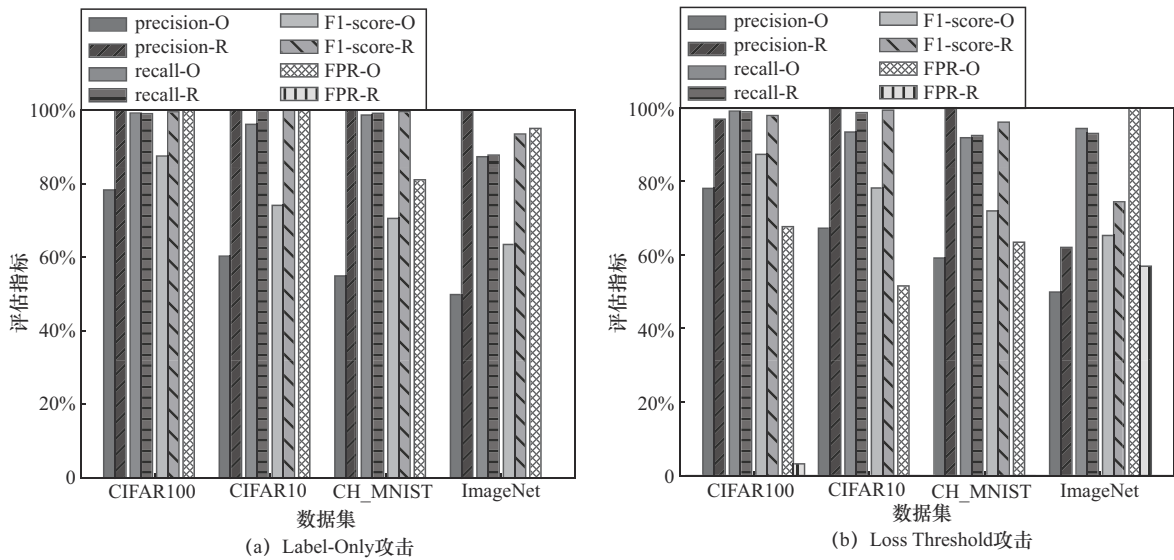 precision-O
precision-R
recall-O
recall-R
F1-score-O
F1-score-R
FPR-O
FPR-R
100%
80%
60%
40%
20%
0
评估指标
CIFAR100 CIFAR10 CH_MNIST ImageNet
数据集
(a) Label-Only攻击
precision-O
precision-R
recall-O
recall-R
F1-score-O
F1-score-R
FPR-O
FPR-R
100%
80%
60%
40%
20%
0
评估指标
CIFAR100 CIFAR10 CH_MNIST ImageNet
数据集
(b) Loss Threshold攻击